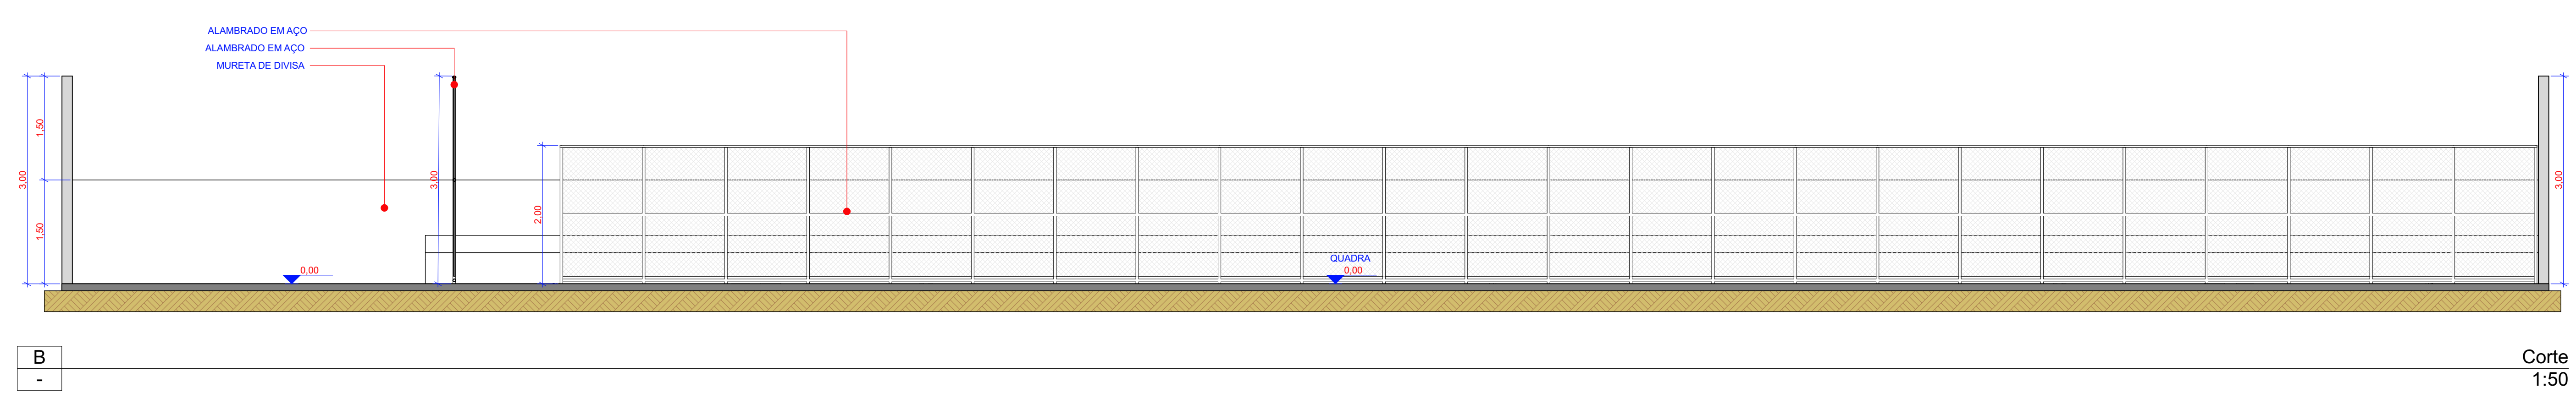 ALAMBRADO EM AÇO
ALAMBRADO EM AÇO
MURETA DE DIVISA
3,00
1,50
1,50
3,00
2,00
3,00
0,00
QUADRA
0,00
B
-
Corte
1:50